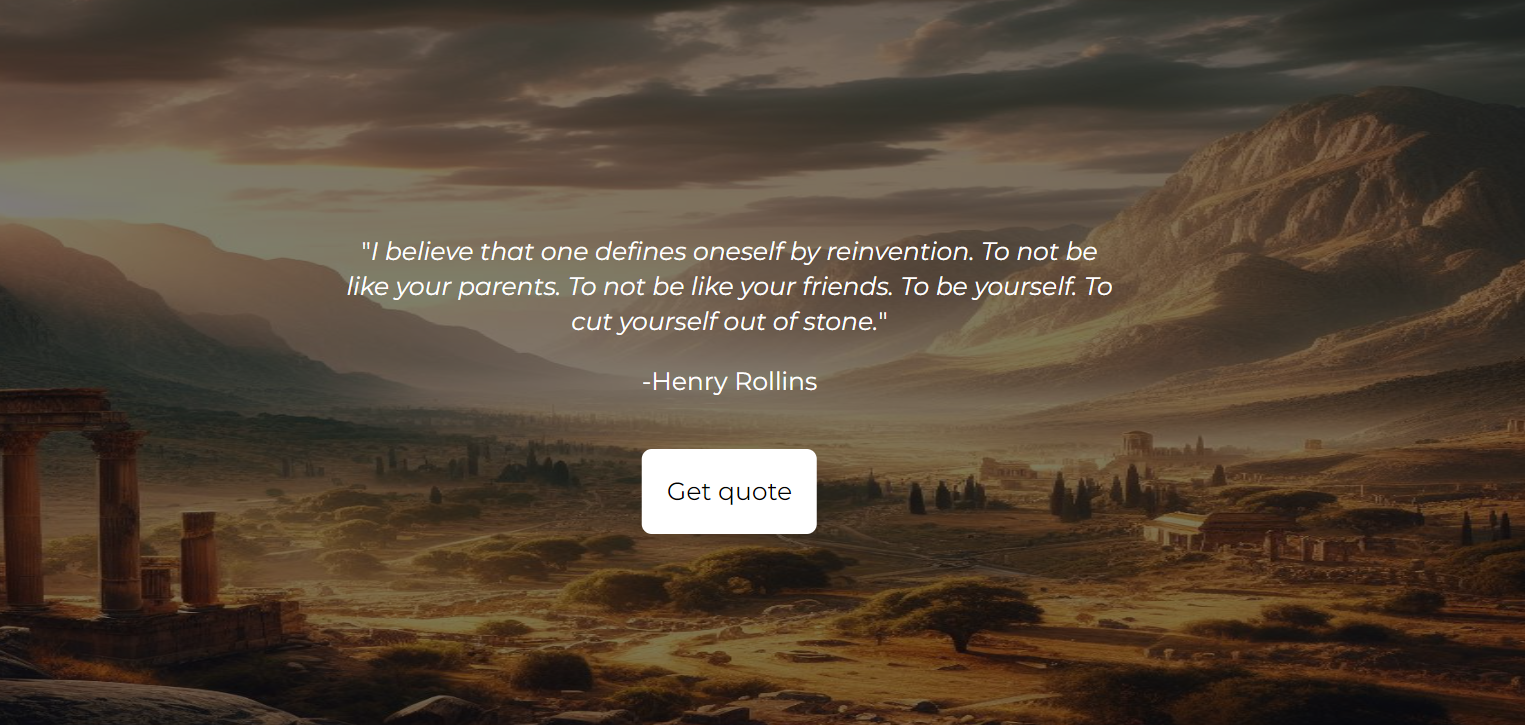 "I believe that one defines oneself by reinvention. To not be
like your parents. To not be like your friends. To be yourself. To
cut yourself out of stone."
-Henry Rollins
Get quote